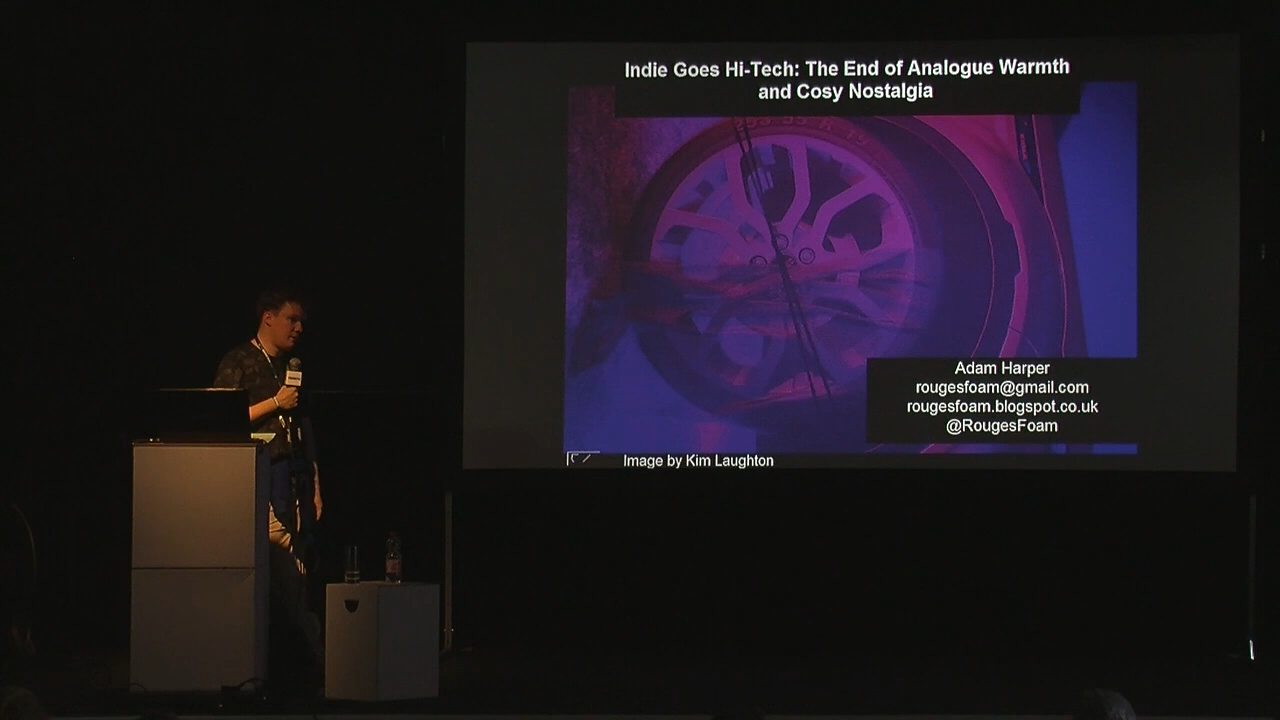 Indie Goes Hi-Tech: The End of Analogue Warmth
and Cosy Nostalgia
Adam Harper
rougesfoam@gmail.com
rougesfoam.blogspot.co.uk
@RougesFoam
Image by Kim Laughton